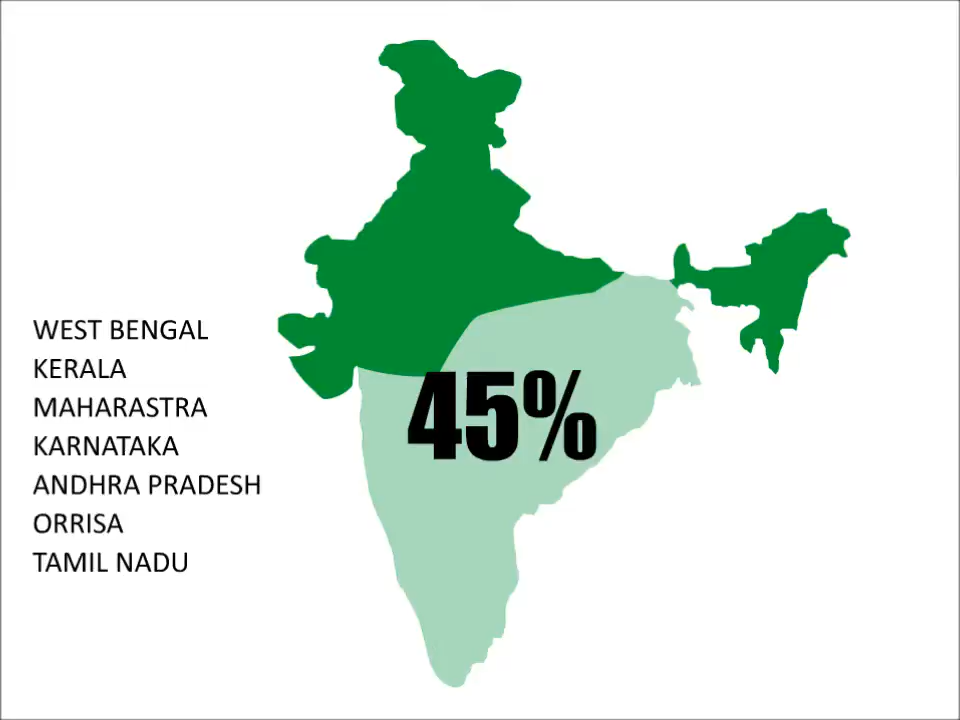 WEST BENGAL
KERALA
MAHARASTRA
KARNATAKA
ANDHRA PRADESH
ORRISA
TAMIL NADU
45%